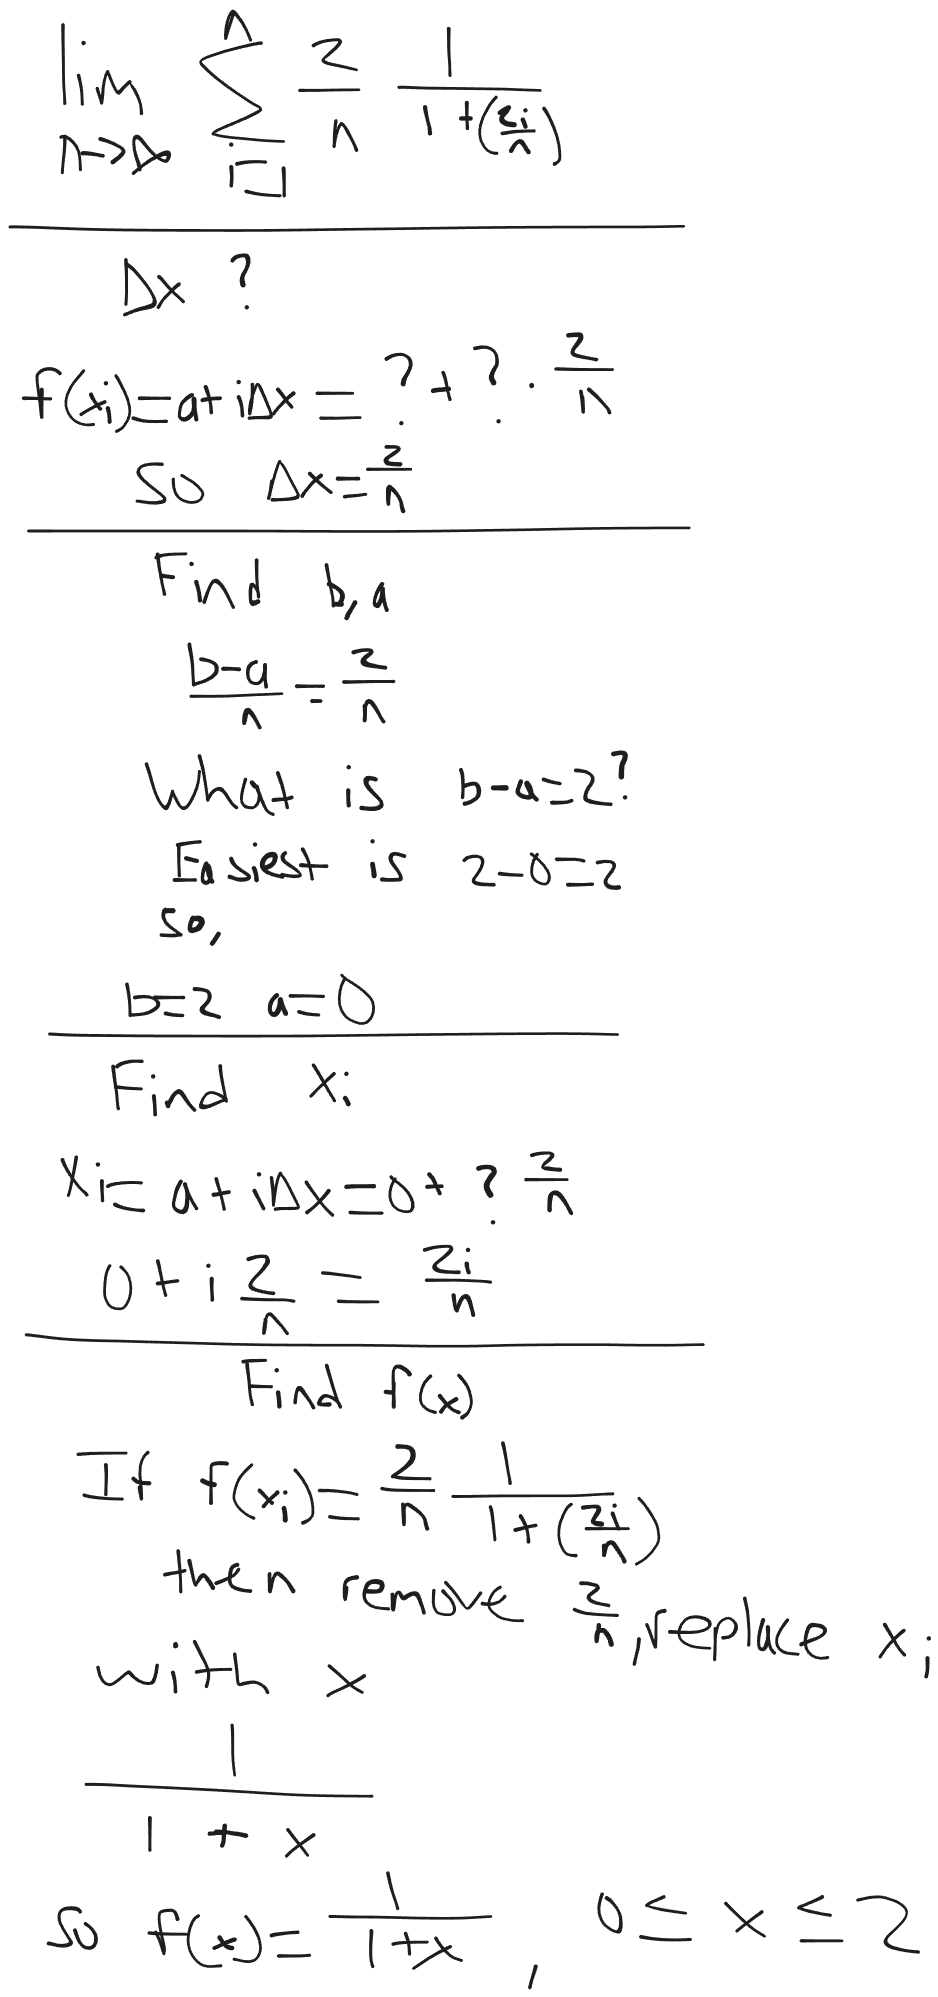 lim n→∞ n Σ i=1 2/n 1/(1+(2i/n))
Δx ?
f(xi)=a+iΔx = ?+?·2/n
so Δx=2/n
Find b,a
(b-a)/n = 2/n
What is b-a=2?
Easiest is 2-0=2
so,
b=2 a=0
Find xi
xi= a+iΔx=0+ ? 2/n
0+i 2/n = 2i/n
Find f(x)
If f(xi)= 2/n 1/(1+(2i/n))
then remove 2/n, replace xi
with x
1/(1+x)
so f(x)= 1/(1+x), 0≤x≤2